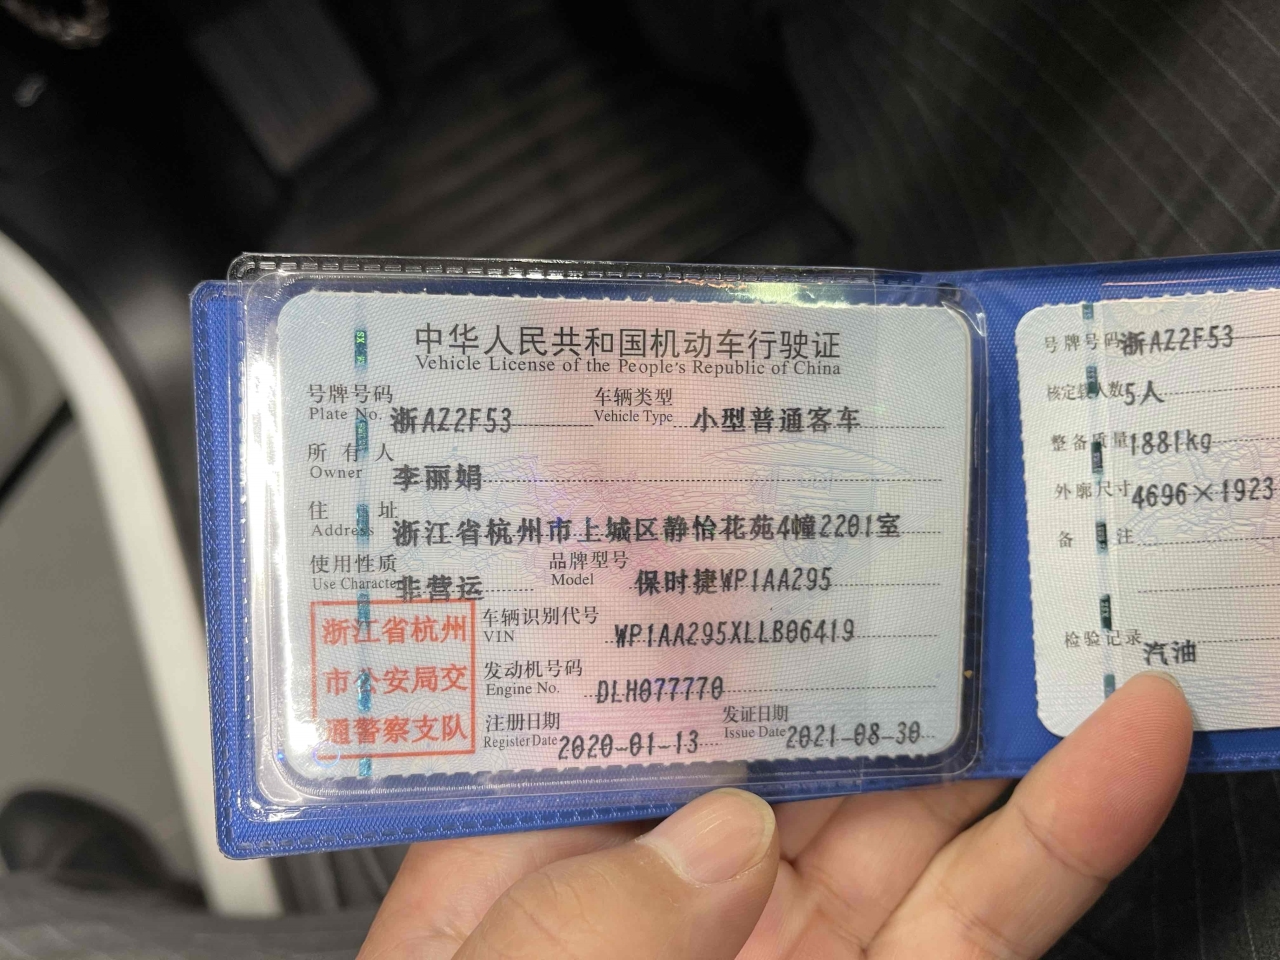 中华人民共和国机动车行驶证
Vehicle License of the People's Republic of China
号牌号码 浙AZ2F53 车辆类型 小型普通客车
Plate No. Vehicle Type
所有人 李丽娟
Owner
住址 浙江省杭州市上城区静怡花苑4幢2201室
Address
使用性质 非营运 品牌型号 保时捷WP1AA295
Use Character Model
浙江省杭州
市公安局交
通警察支队
车辆识别代号 WP1AA295XLLB06419
VIN
发动机号码 DLH077770
Engine No.
注册日期 2020-01-13 发证日期 2021-08-30
Register Date Issue Date
号牌号码 浙AZ2F53
核定载人数 5人
整备质量 1881kg
外廓尺寸 4696×1923
备注
检验记录
汽油